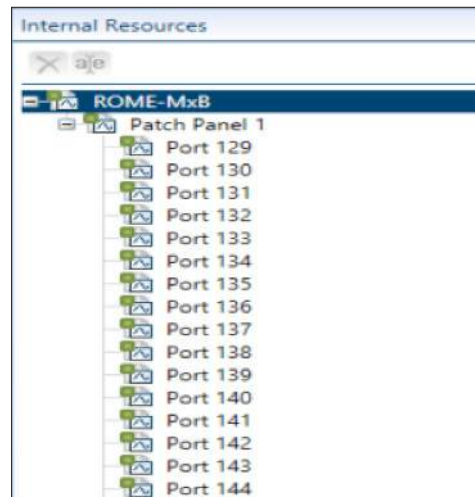 Internal Resources
a|e
ROME-MxB
Patch Panel 1
Port 129
Port 130
Port 131
Port 132
Port 133
Port 134
Port 135
Port 136
Port 137
Port 138
Port 139
Port 140
Port 141
Port 142
Port 143
Port 144